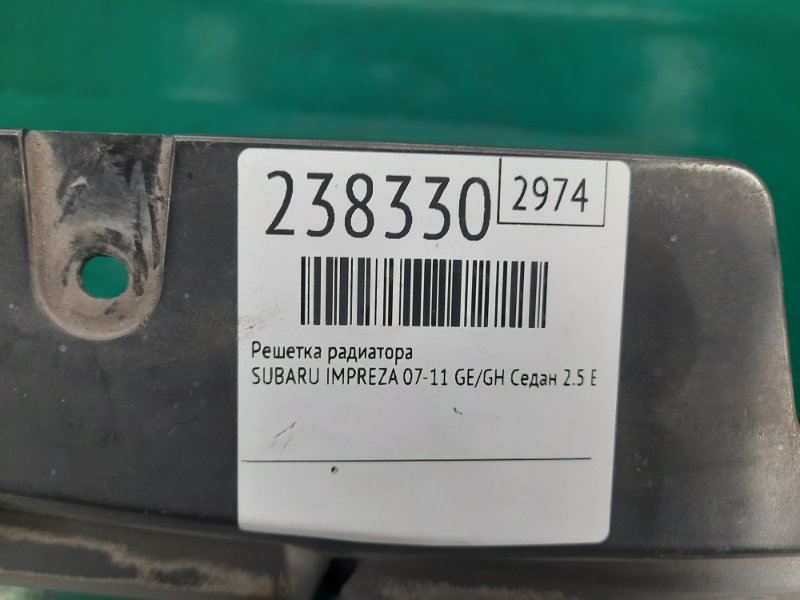 238330
2974
Решетка радиатора
SUBARU IMPREZA 07-11 GE/GH Седан 2.5 E